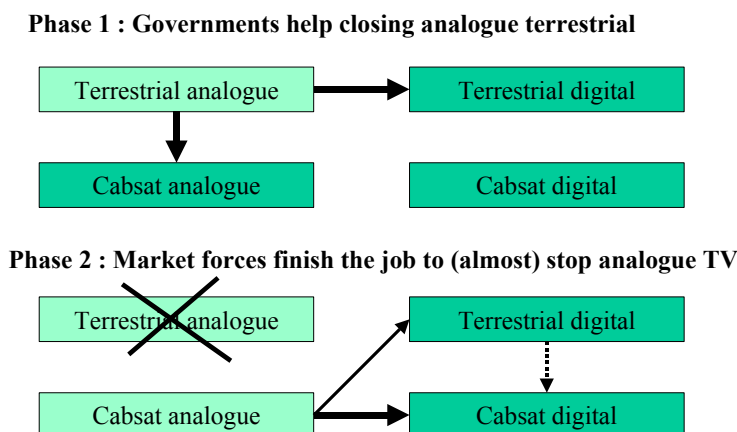 Phase 1 : Governments help closing analogue terrestrial
Terrestrial analogue
Terrestrial digital
Cabsat analogue
Cabsat digital
Phase 2 : Market forces finish the job to (almost) stop analogue TV
Terrestrial analogue
Terrestrial digital
Cabsat analogue
Cabsat digital